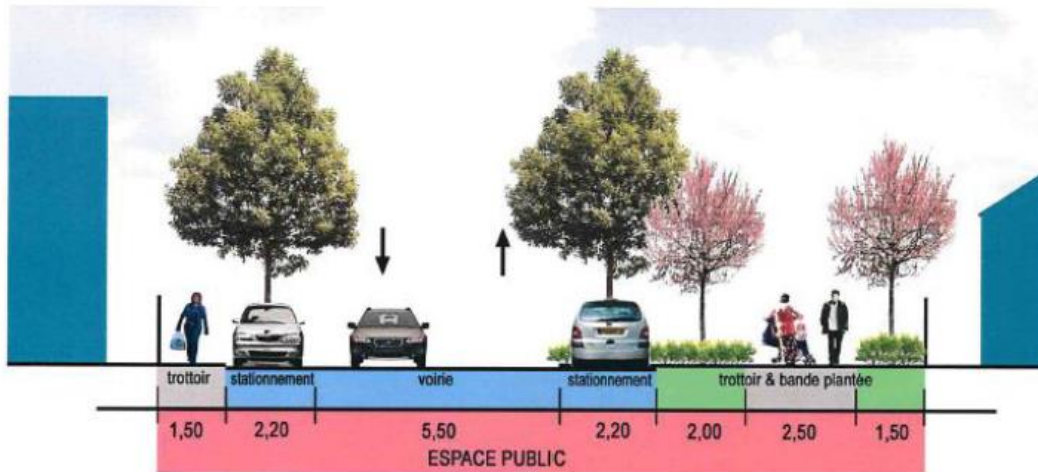 trottoir stationnement voirie stationnement trottoir & bande plantée
1,50 2,20 5,50 2,20 2,00 2,50 1,50
ESPACE PUBLIC